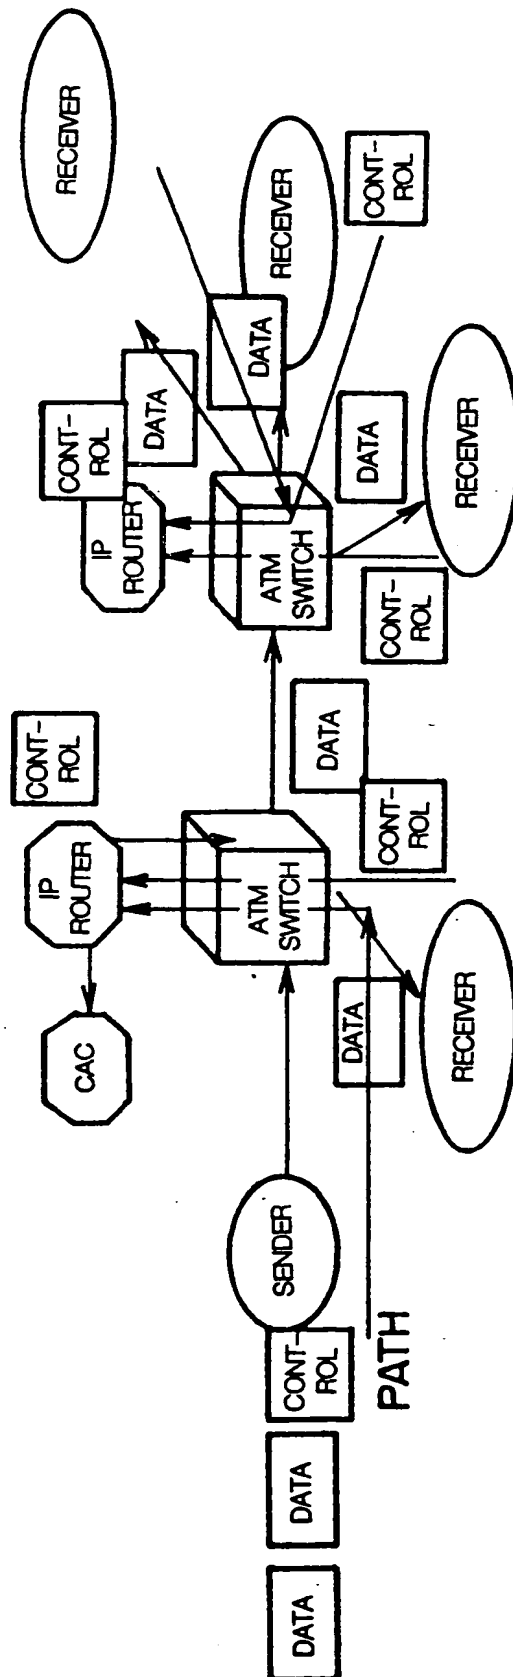 DATA
DATA
CONT-
ROL
SENDER
PATH
CAC
IP
ROUTER
CONT-
ROL
ATM
SWITCH
DATA
RECEIVER
DATA
CONT-
ROL
IP
ROUTER
CONT-
ROL
DATA
ATM
SWITCH
CONT-
ROL
DATA
RECEIVER
DATA
RECEIVER
CONT-
ROL
RECEIVER